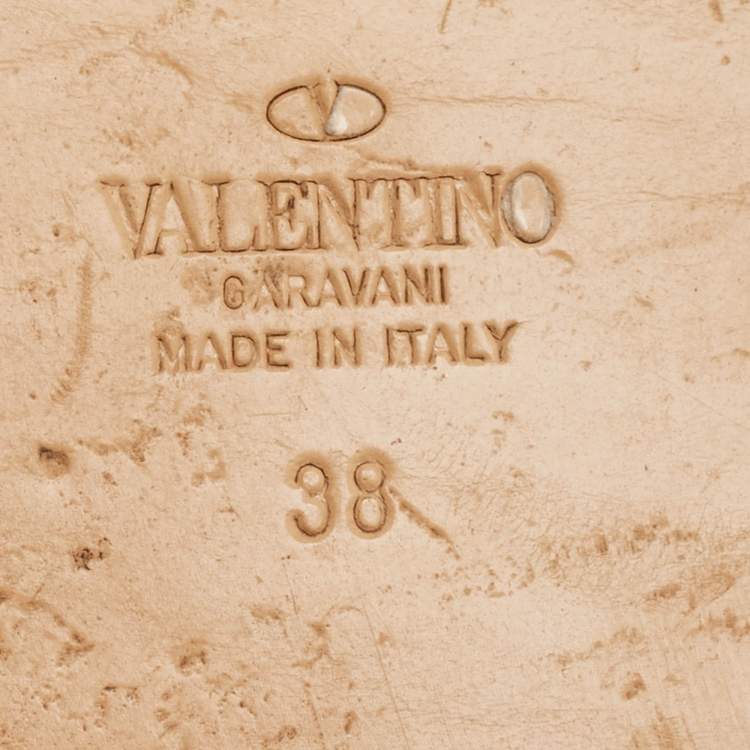 V
VALENTINO
GARAVANI
MADE IN ITALY
38